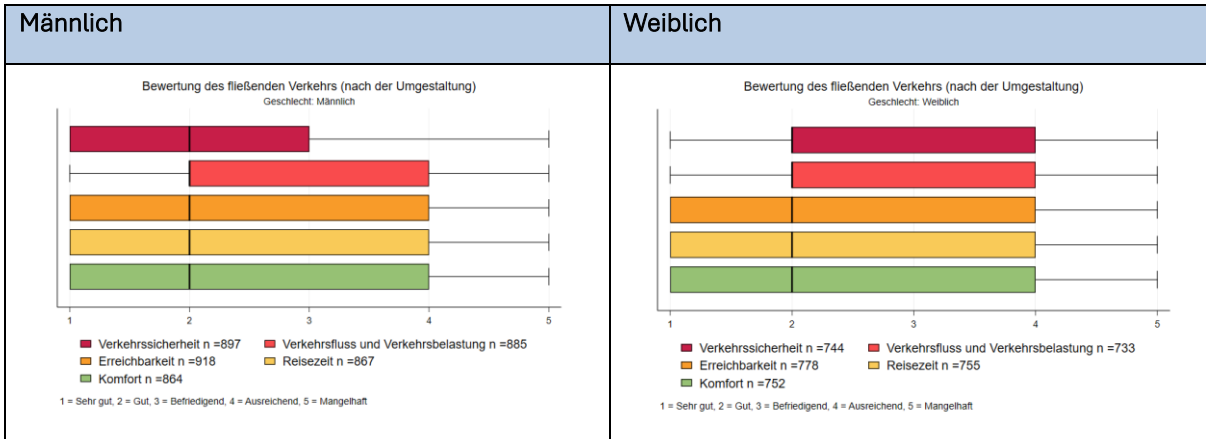 Männlich
Weiblich
Bewertung des fließenden Verkehrs (nach der Umgestaltung)
Geschlecht: Männlich
1 2 3 4 5
Verkehrssicherheit n =897 Verkehrsfluss und Verkehrsbelastung n =885
Erreichbarkeit n =918 Reisezeit n =867
Komfort n =864
1 = Sehr gut, 2 = Gut, 3 = Befriedigend, 4 = Ausreichend, 5 = Mangelhaft
Bewertung des fließenden Verkehrs (nach der Umgestaltung)
Geschlecht: Weiblich
1 2 3 4 5
Verkehrssicherheit n =744 Verkehrsfluss und Verkehrsbelastung n =733
Erreichbarkeit n =778 Reisezeit n =755
Komfort n =752
1 = Sehr gut, 2 = Gut, 3 = Befriedigend, 4 = Ausreichend, 5 = Mangelhaft